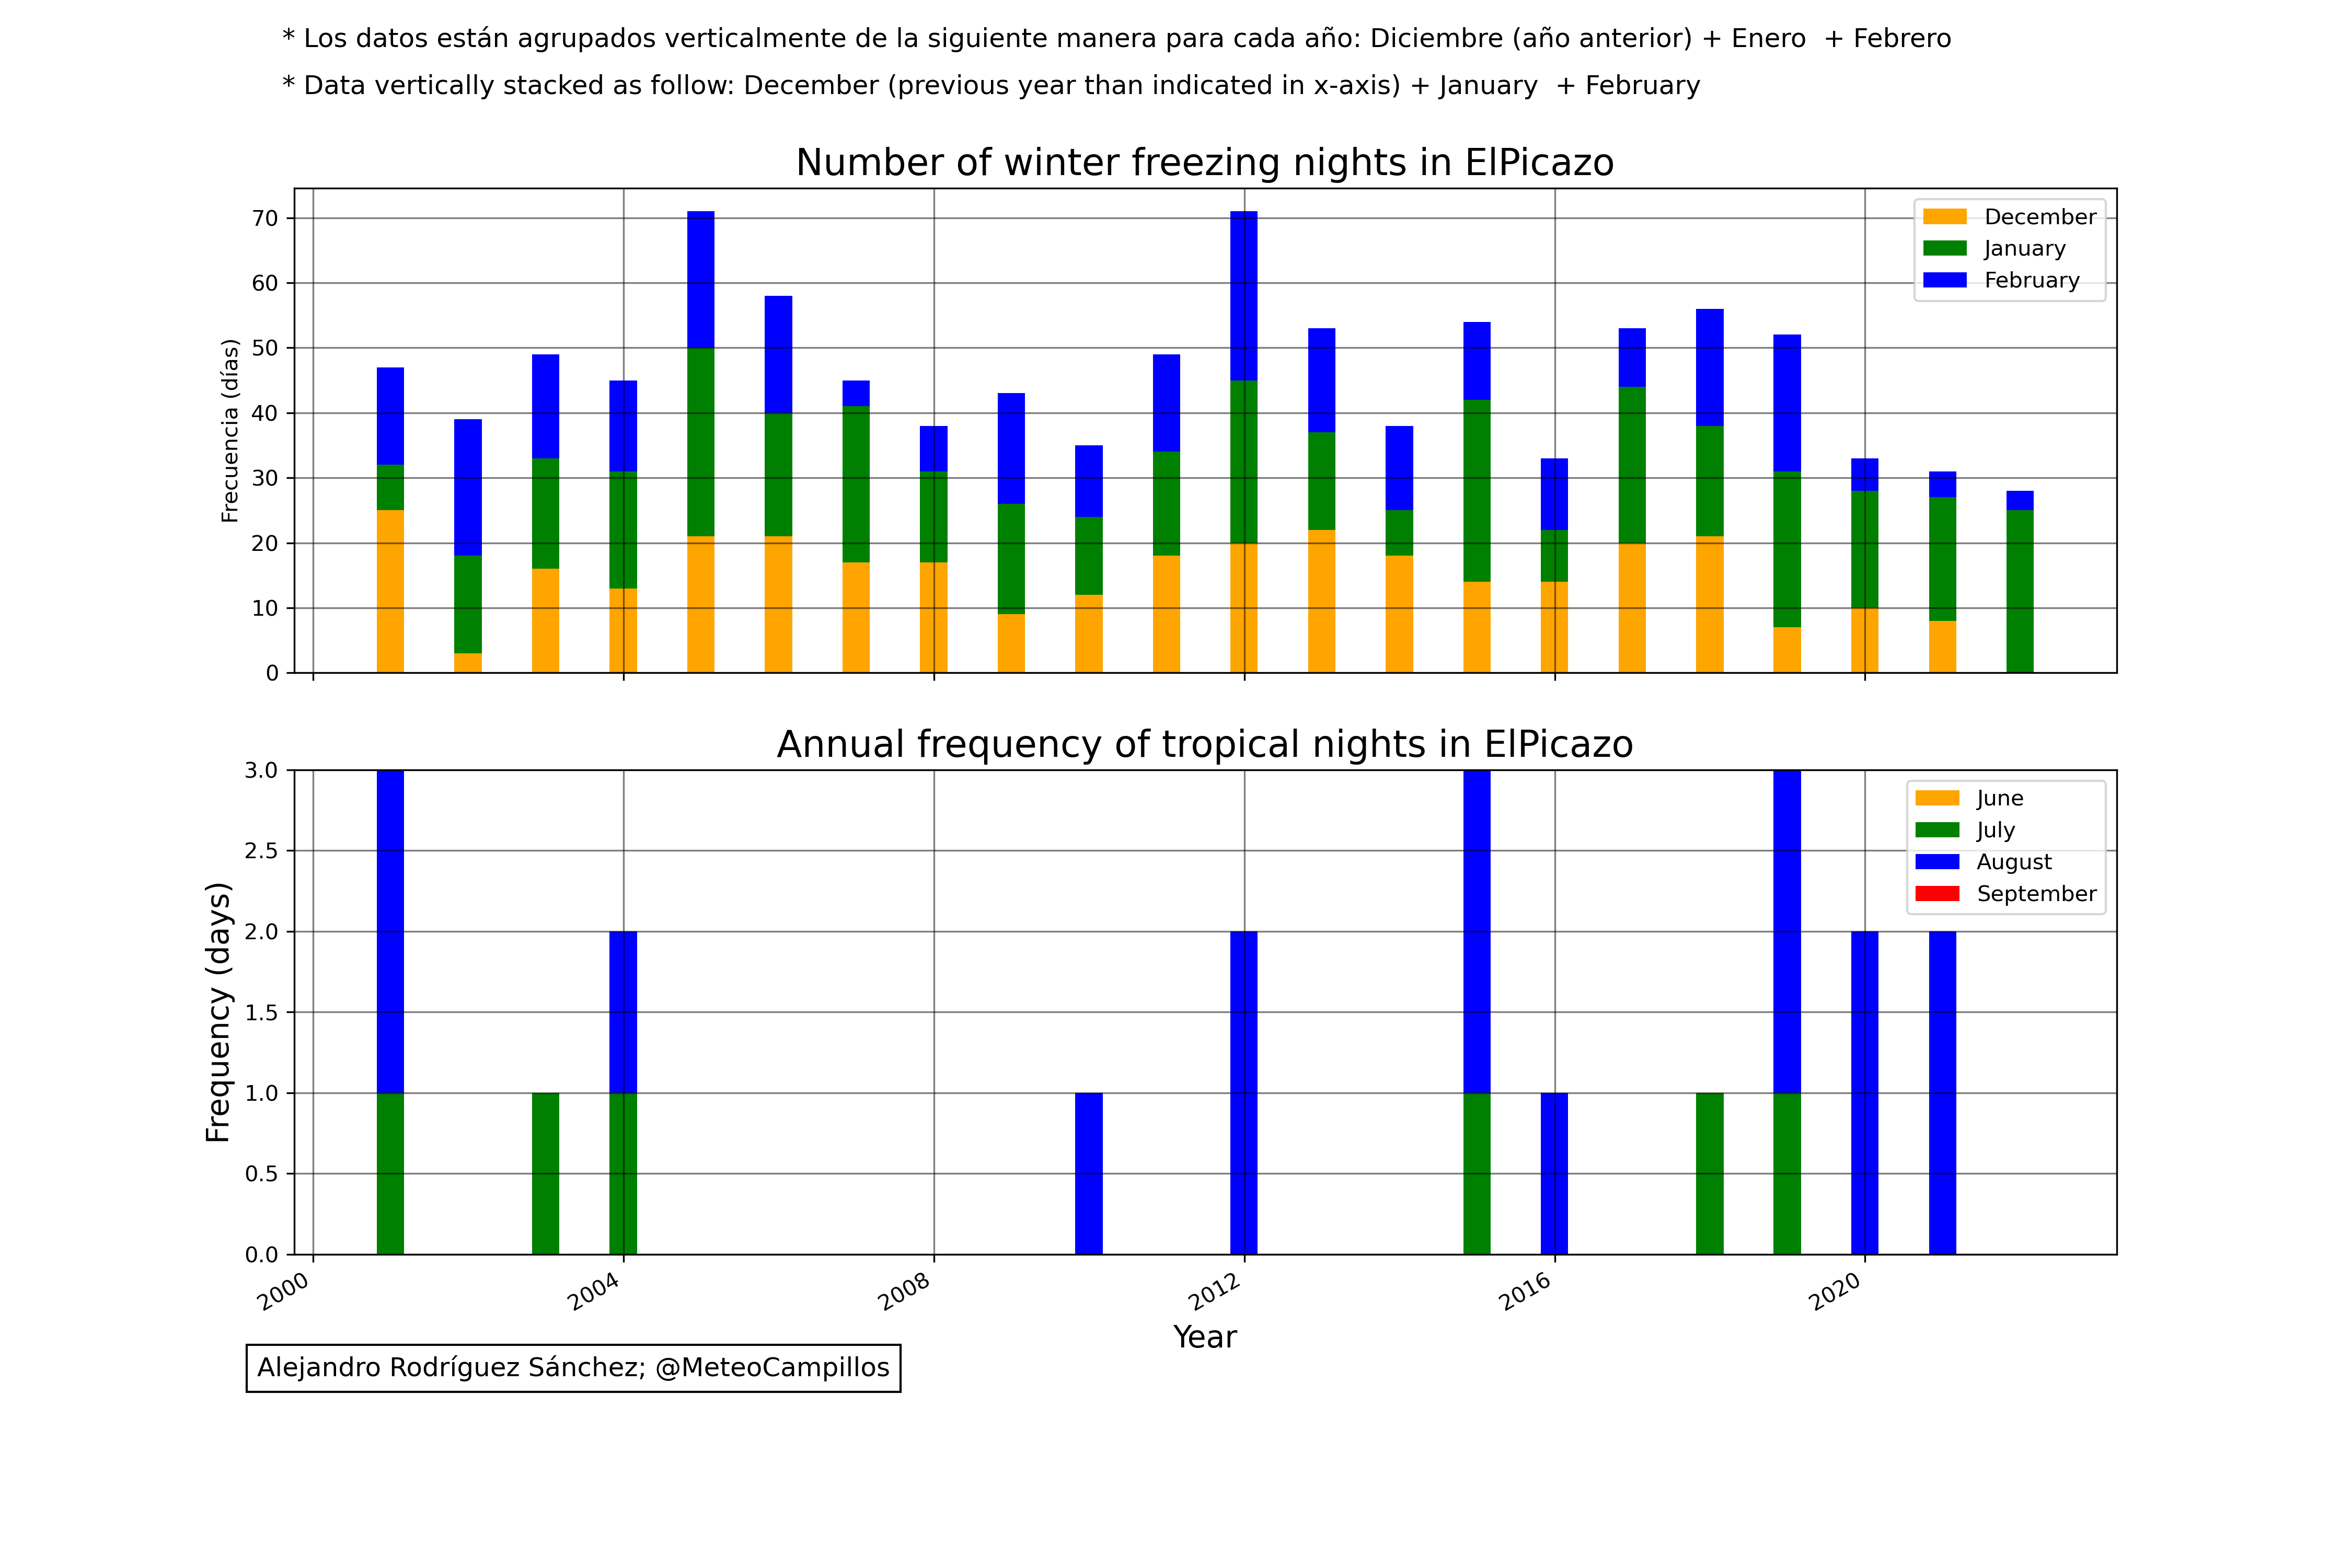 * Los datos están agrupados verticalmente de la siguiente manera para cada año: Diciembre (año anterior) + Enero  + Febrero
* Data vertically stacked as follow: December (previous year than indicated in x-axis) + January  + February
Number of winter freezing nights in ElPicazo
Frecuencia (días)
70
60
50
40
30
20
10
0
December
January
February
Annual frequency of tropical nights in ElPicazo
Frequency (days)
3.0
2.5
2.0
1.5
1.0
0.5
0.0
June
July
August
September
2000
2004
2008
2012
2016
2020
Year
Alejandro Rodríguez Sánchez; @MeteoCampillos